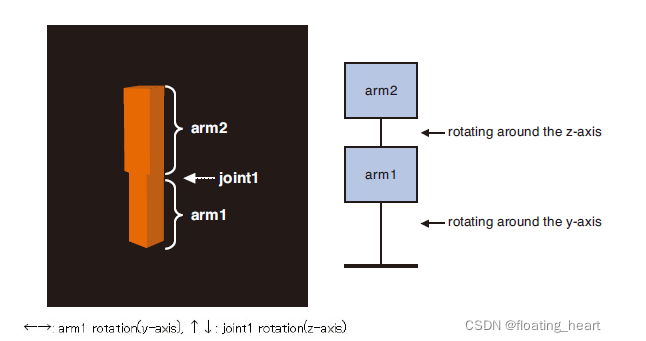 arm2
joint1
arm1
arm2
rotating around the z-axis
arm1
rotating around the y-axis
←→: arm1 rotation(y-axis), ↑↓: joint1 rotation(z-axis)
CSDN @floating_heart